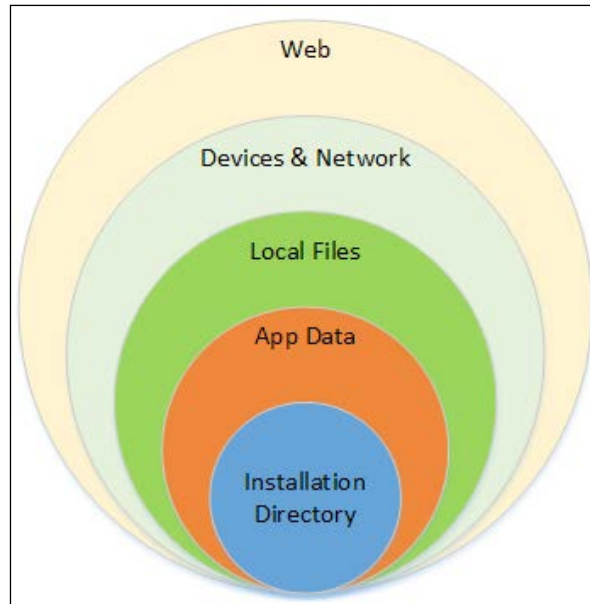 Web
Devices & Network
Local Files
App Data
Installation
Directory